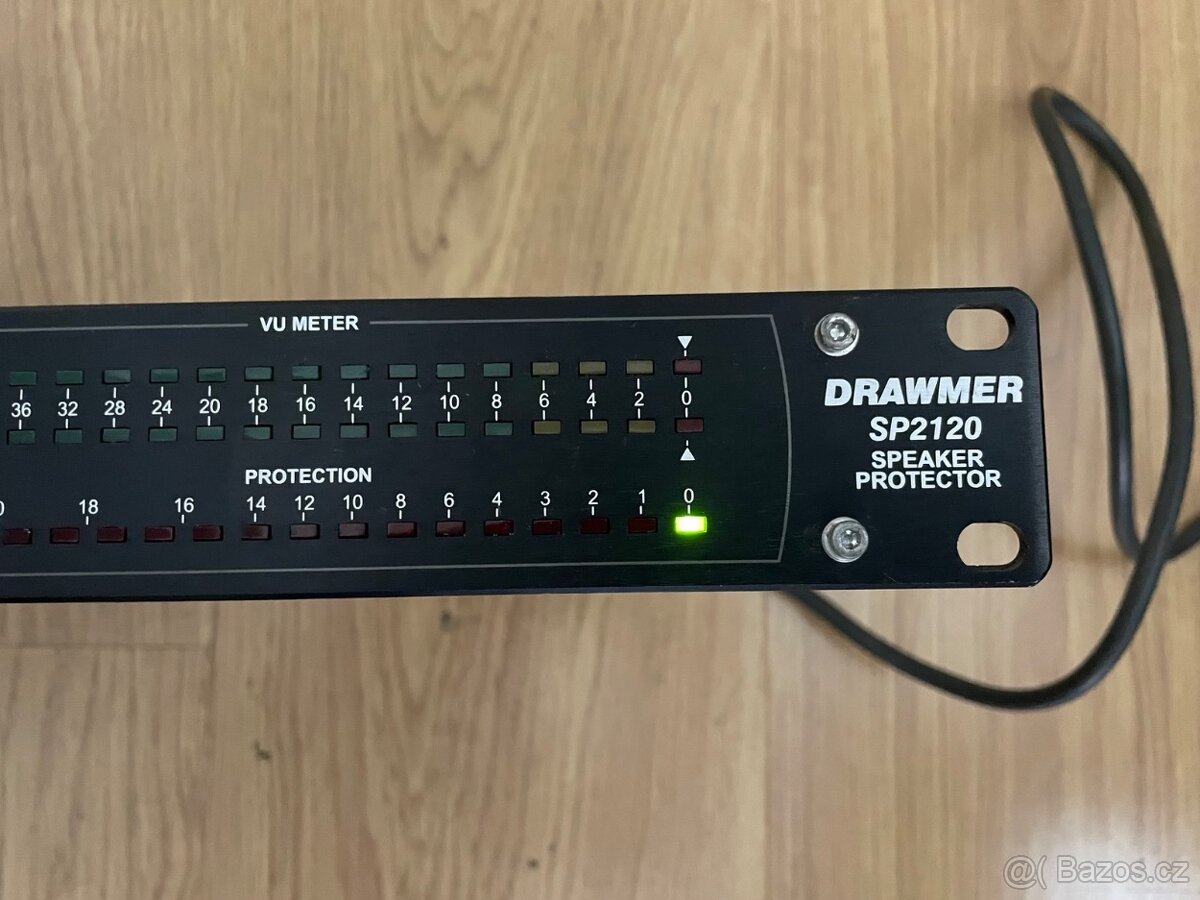 VU METER
36 32 28 24 20 18 16 14 12 10 8 6 4 2 0
DRAWMER
SP2120
SPEAKER
PROTECTOR
PROTECTION
0 18 16 14 12 10 8 6 4 3 2 1 0
@( Bazos.cz